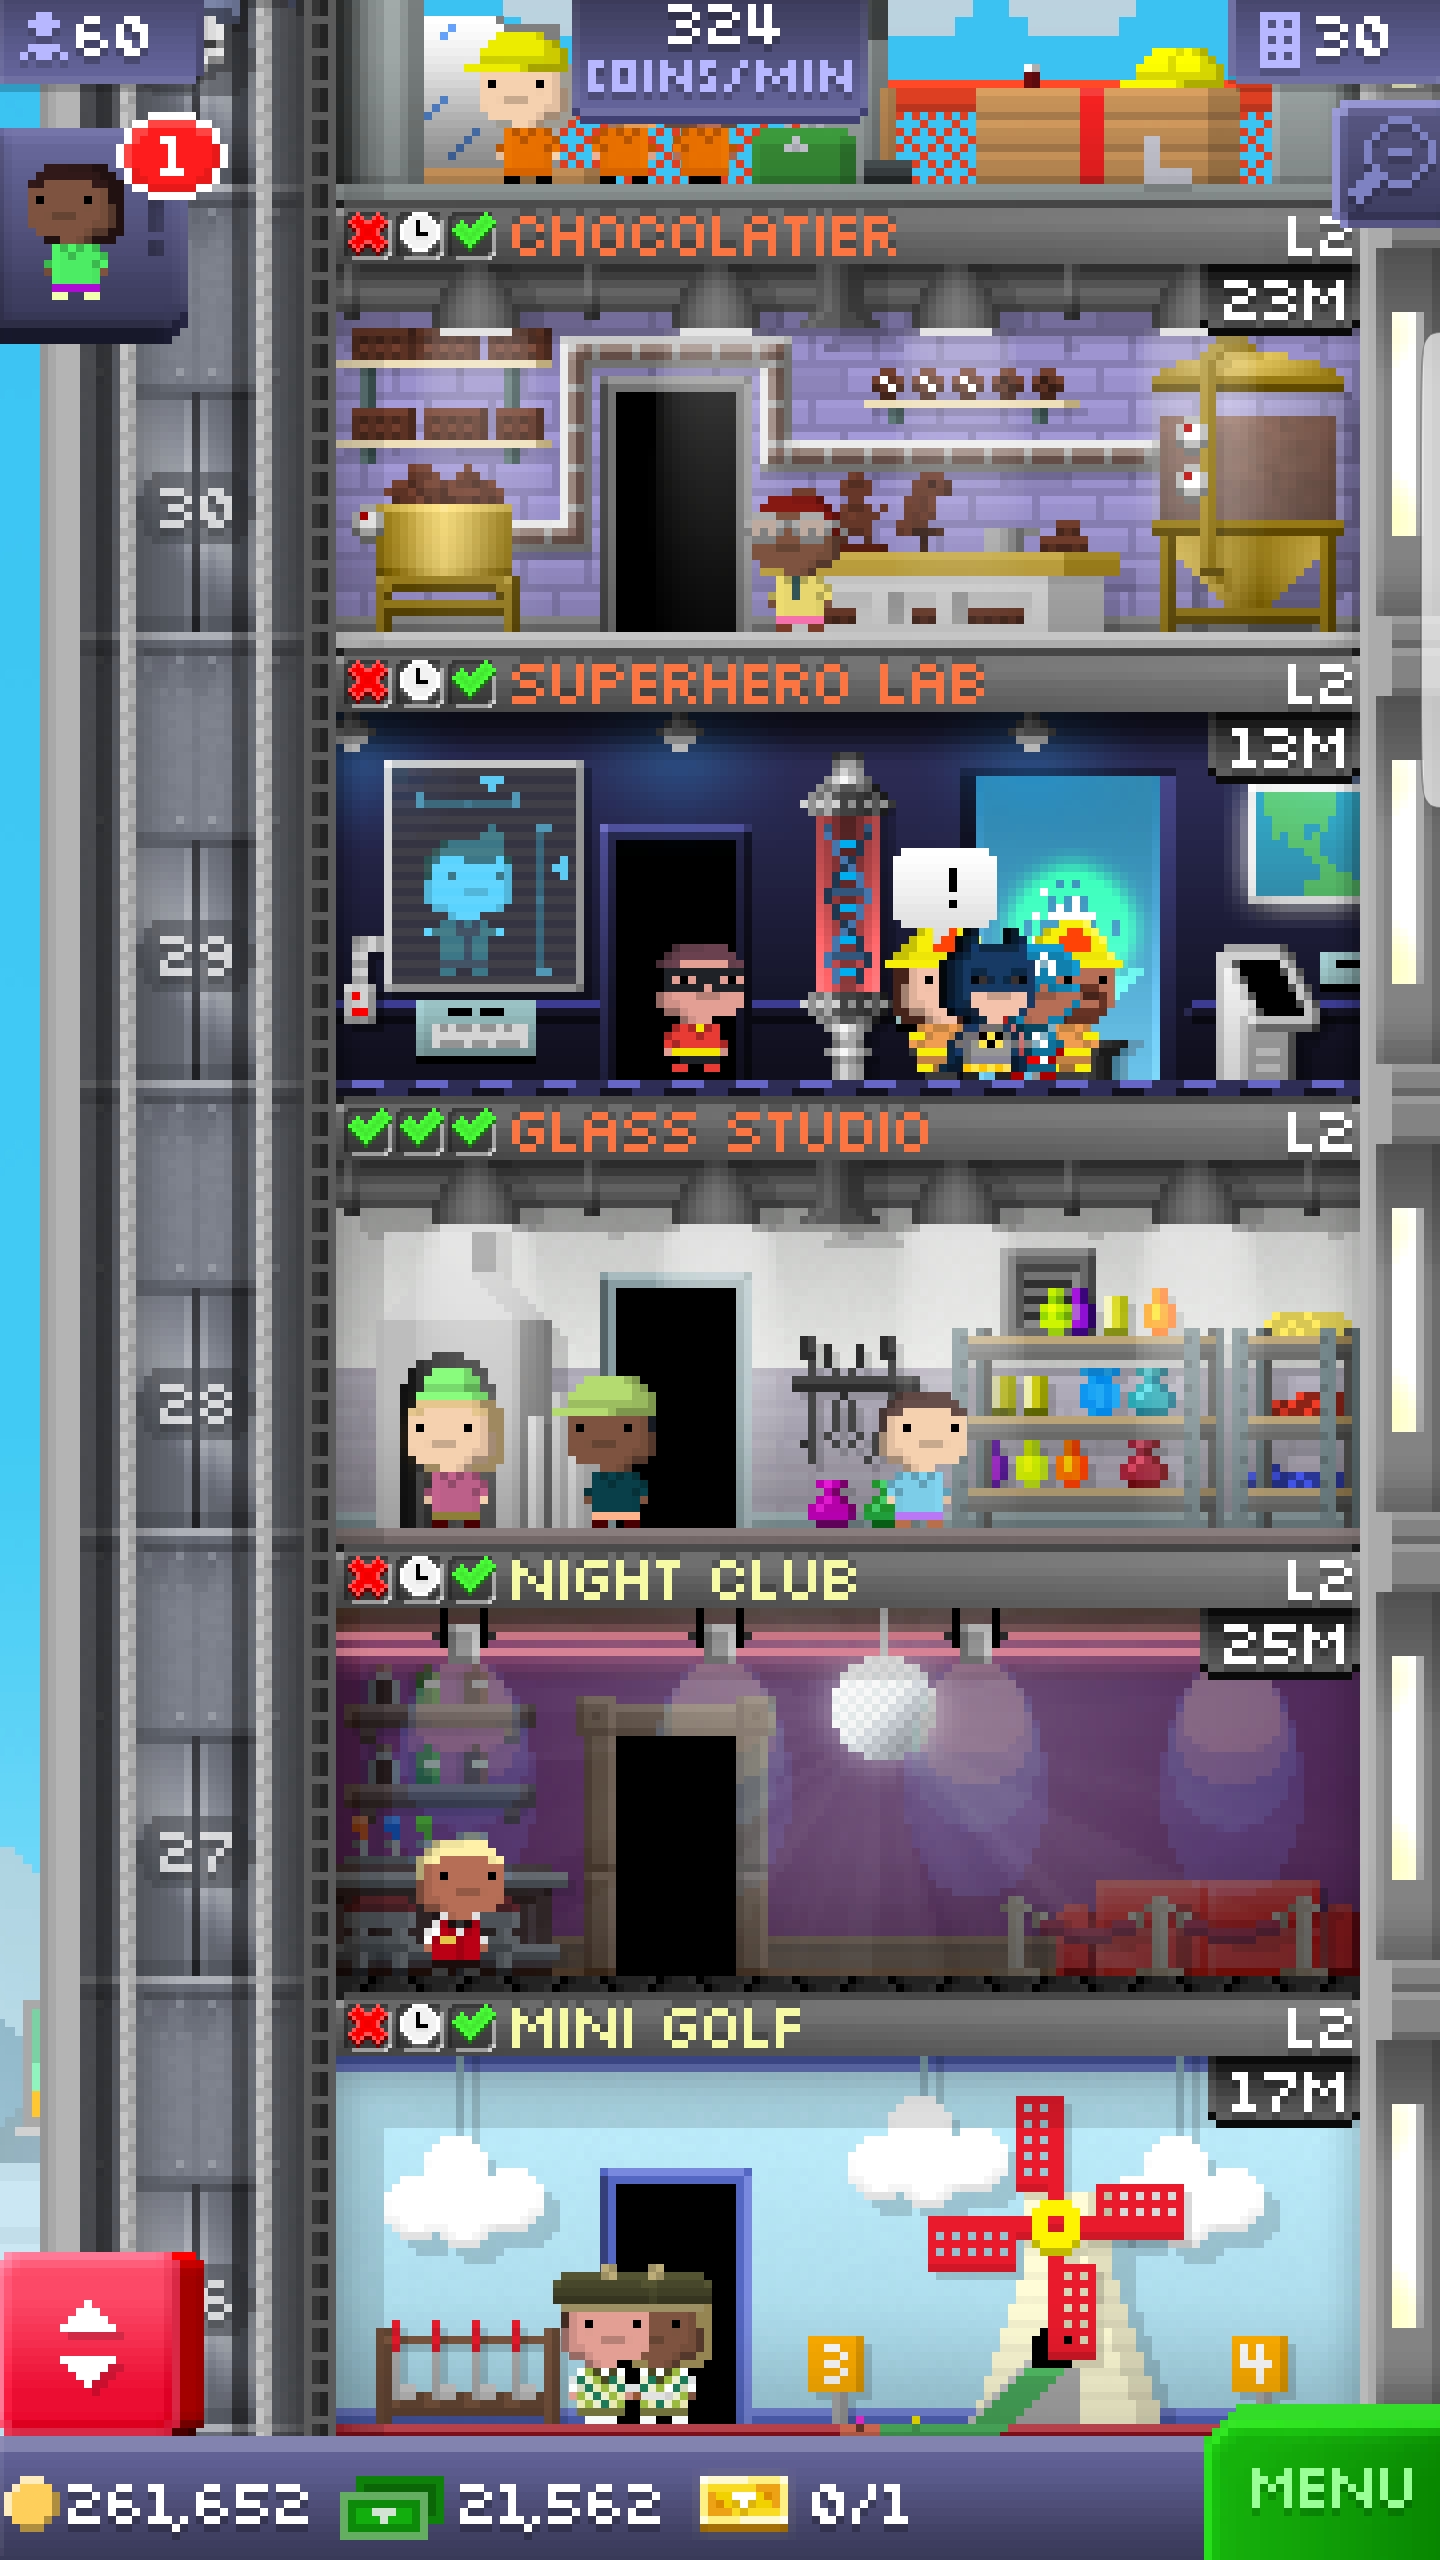 60
324
COINS/MIN
30
1
CHOCOLATIER L2
23M
30
SUPERHERO LAB L2
13M
!
29
GLASS STUDIO L2
28
NIGHT CLUB L2
25M
27
MINI GOLF L2
17M
3
4
261,652 21,562 0/1
MENU